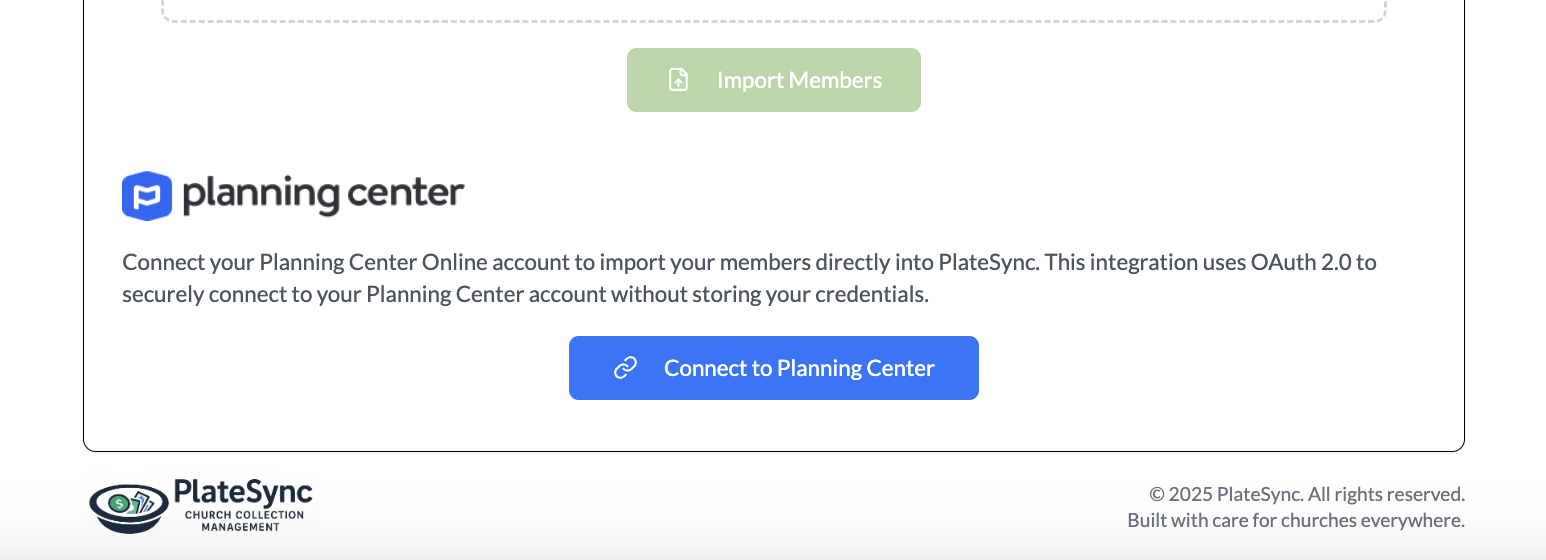 Import Members
planning center
Connect your Planning Center Online account to import your members directly into PlateSync. This integration uses OAuth 2.0 to
securely connect to your Planning Center account without storing your credentials.
Connect to Planning Center
PlateSync
CHURCH COLLECTION
MANAGEMENT
© 2025 PlateSync. All rights reserved.
Built with care for churches everywhere.